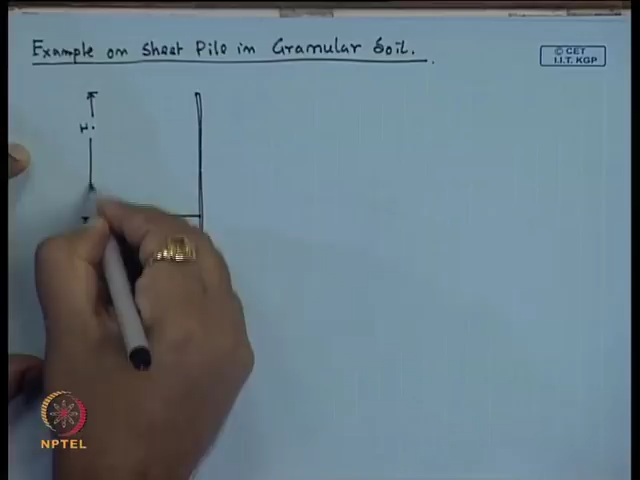 Example on Sheet Pile in Granular Soil.
© CET
I.I.T. KGP
H
NPTEL